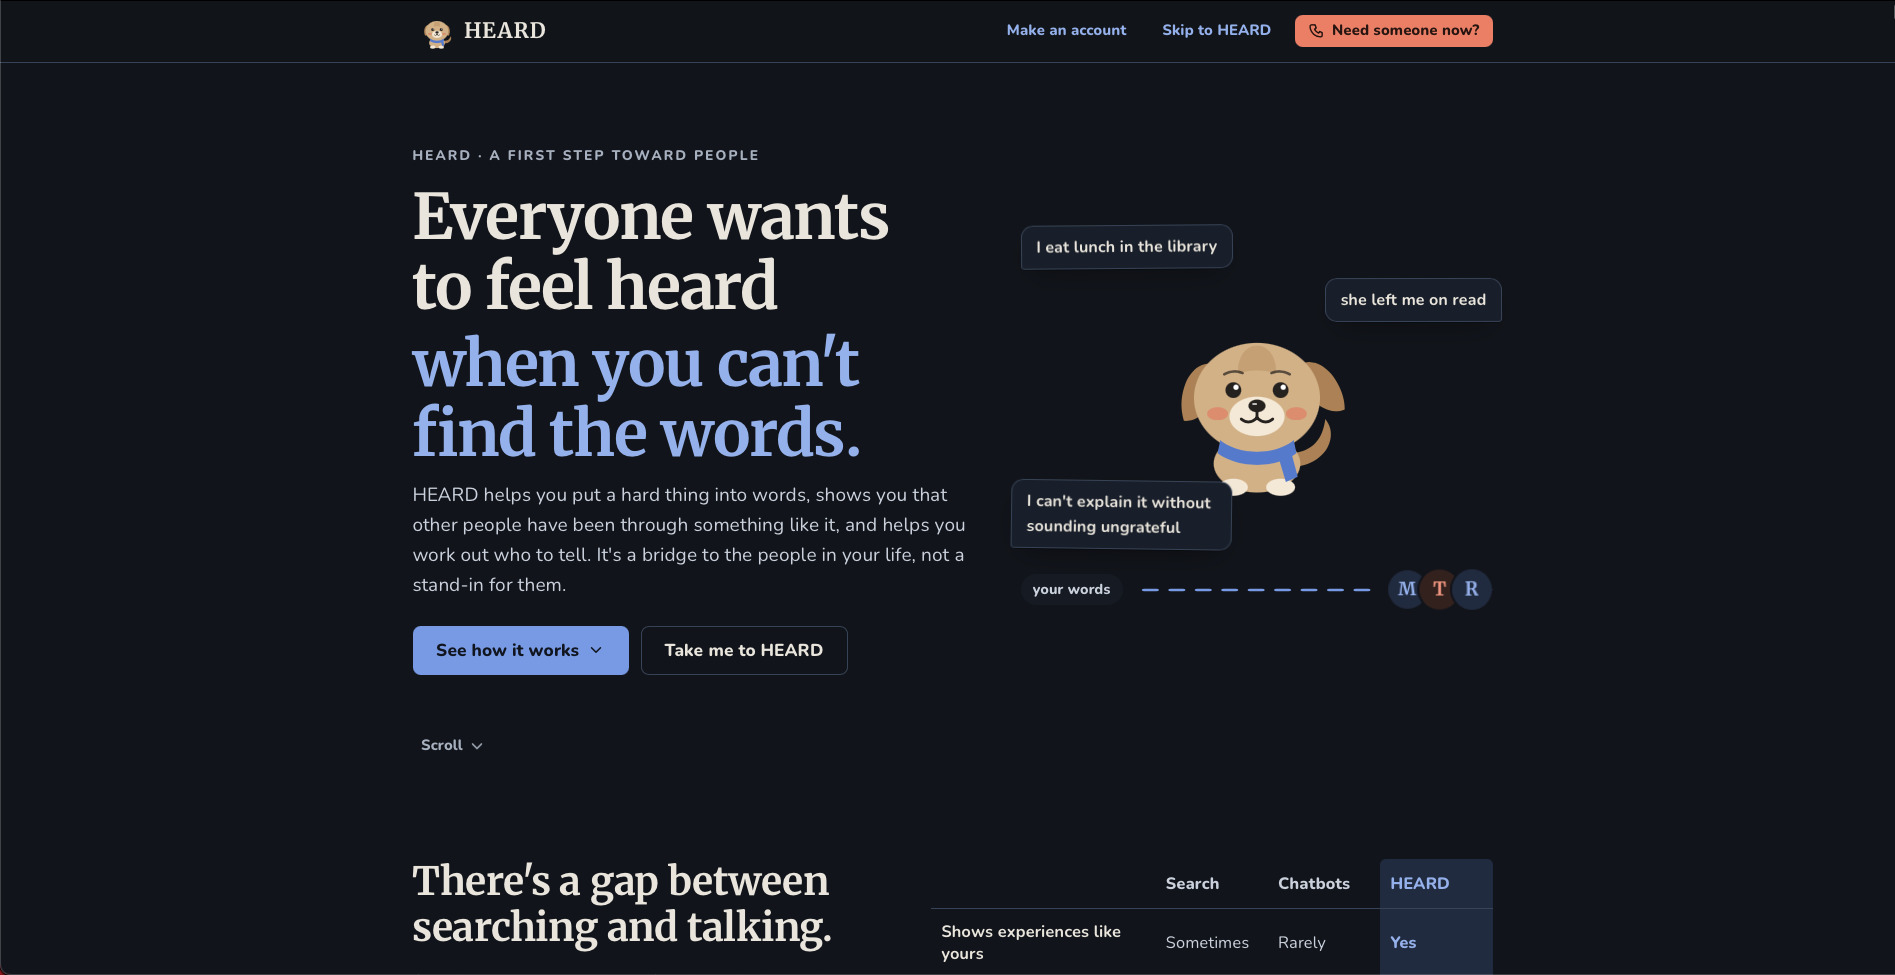 HEARD
Make an account
Skip to HEARD
Need someone now?
HEARD · A FIRST STEP TOWARD PEOPLE
Everyone wants
to feel heard
when you can't
find the words.
HEARD helps you put a hard thing into words, shows you that
other people have been through something like it, and helps you
work out who to tell. It's a bridge to the people in your life, not a
stand-in for them.
See how it works
Take me to HEARD
Scroll
I eat lunch in the library
she left me on read
I can't explain it without
sounding ungrateful
your words
M T R
There's a gap between
searching and talking.
Search Chatbots HEARD
Shows experiences like
yours
Sometimes Rarely Yes